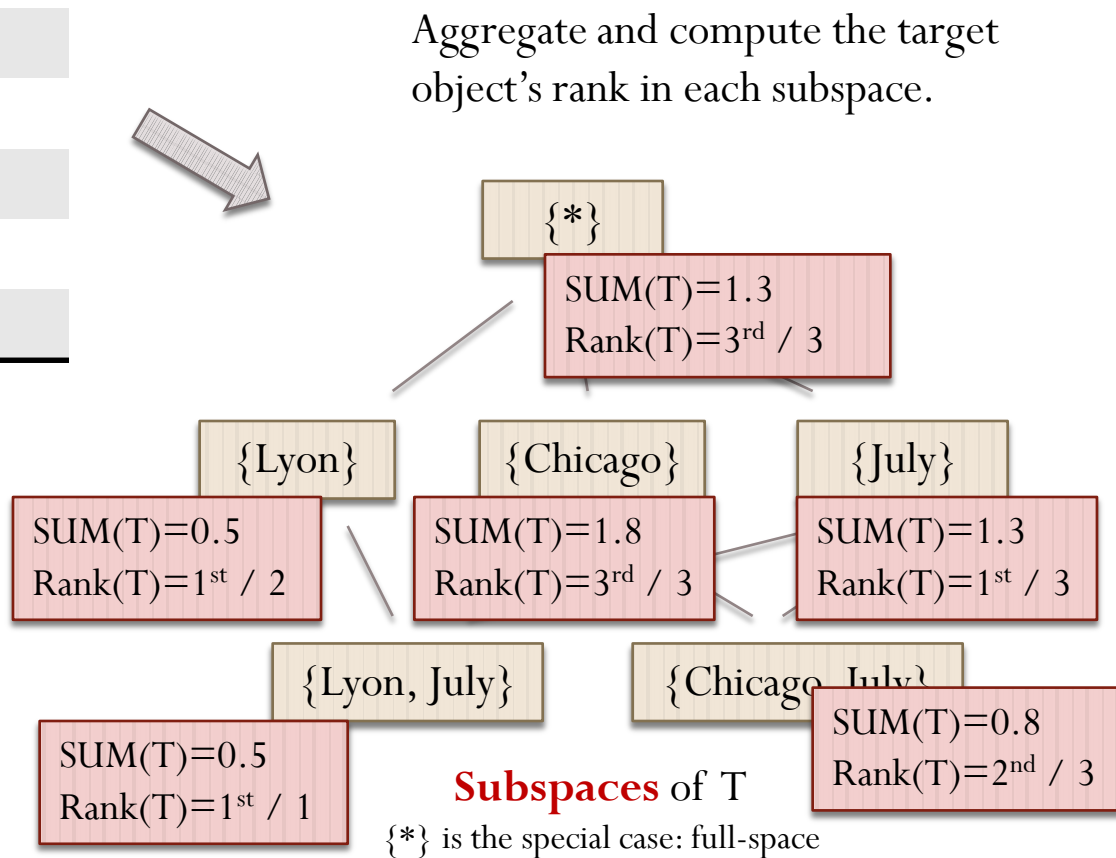 Aggregate and compute the target
object's rank in each subspace.
{*}
SUM(T)=1.3
Rank(T)=3rd / 3
{Lyon}
{Chicago}
{July}
SUM(T)=0.5
Rank(T)=1st / 2
SUM(T)=1.8
Rank(T)=3rd / 3
SUM(T)=1.3
Rank(T)=1st / 3
{Lyon, July}
{Chicago, July}
SUM(T)=0.5
Rank(T)=1st / 1
SUM(T)=0.8
Rank(T)=2nd / 3
Subspaces of T
{*} is the special case: full-space